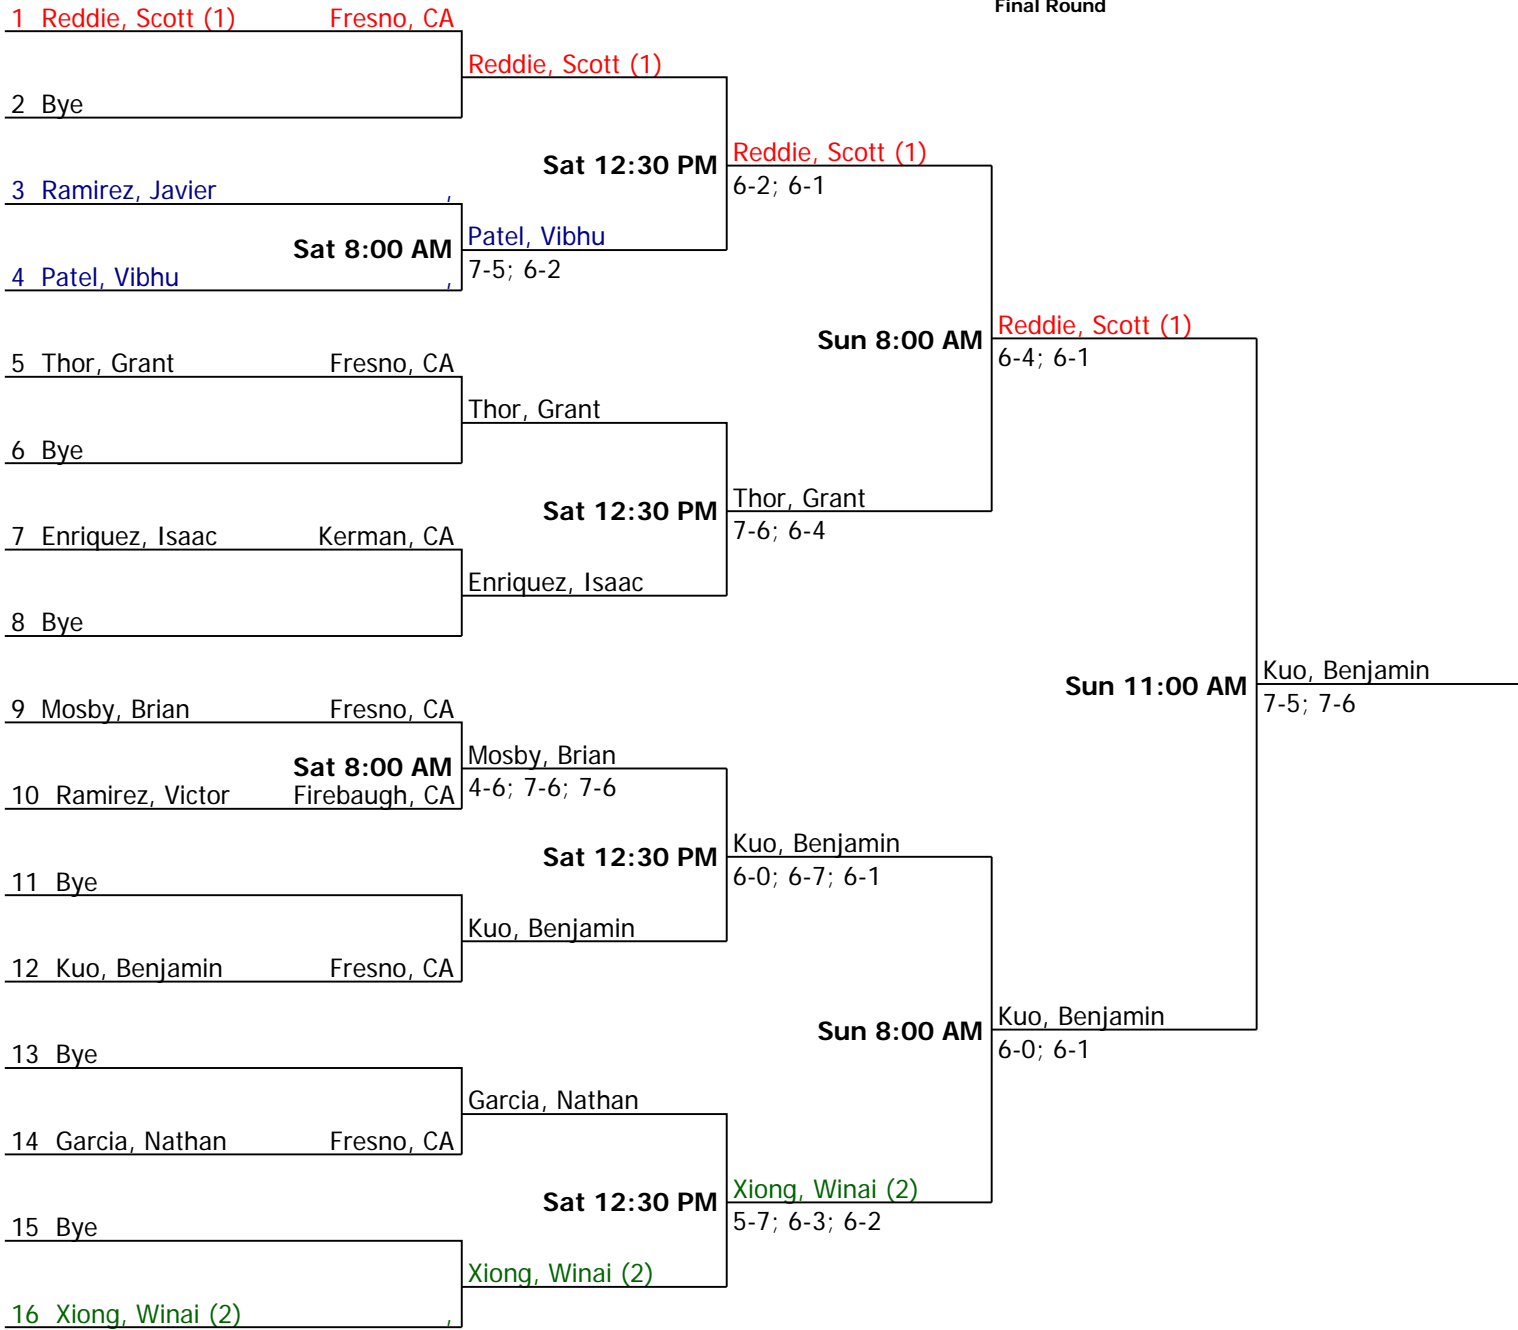 Final Round
1 Reddie, Scott (1) Fresno, CA
Reddie, Scott (1)
2 Bye
Sat 12:30 PM
Reddie, Scott (1)
6-2; 6-1
3 Ramirez, Javier ,
Sat 8:00 AM
Patel, Vibhu
7-5; 6-2
4 Patel, Vibhu ,
Sun 8:00 AM
Reddie, Scott (1)
6-4; 6-1
5 Thor, Grant Fresno, CA
Thor, Grant
6 Bye
Sat 12:30 PM
Thor, Grant
7-6; 6-4
7 Enriquez, Isaac Kerman, CA
Enriquez, Isaac
8 Bye
Sun 11:00 AM
Kuo, Benjamin
7-5; 7-6
9 Mosby, Brian Fresno, CA
Sat 8:00 AM
Mosby, Brian
4-6; 7-6; 7-6
10 Ramirez, Victor Firebaugh, CA
Sat 12:30 PM
Kuo, Benjamin
6-0; 6-7; 6-1
11 Bye
Kuo, Benjamin
12 Kuo, Benjamin Fresno, CA
Sun 8:00 AM
Kuo, Benjamin
6-0; 6-1
13 Bye
Garcia, Nathan
14 Garcia, Nathan Fresno, CA
Sat 12:30 PM
Xiong, Winai (2)
5-7; 6-3; 6-2
15 Bye
Xiong, Winai (2)
16 Xiong, Winai (2) ,